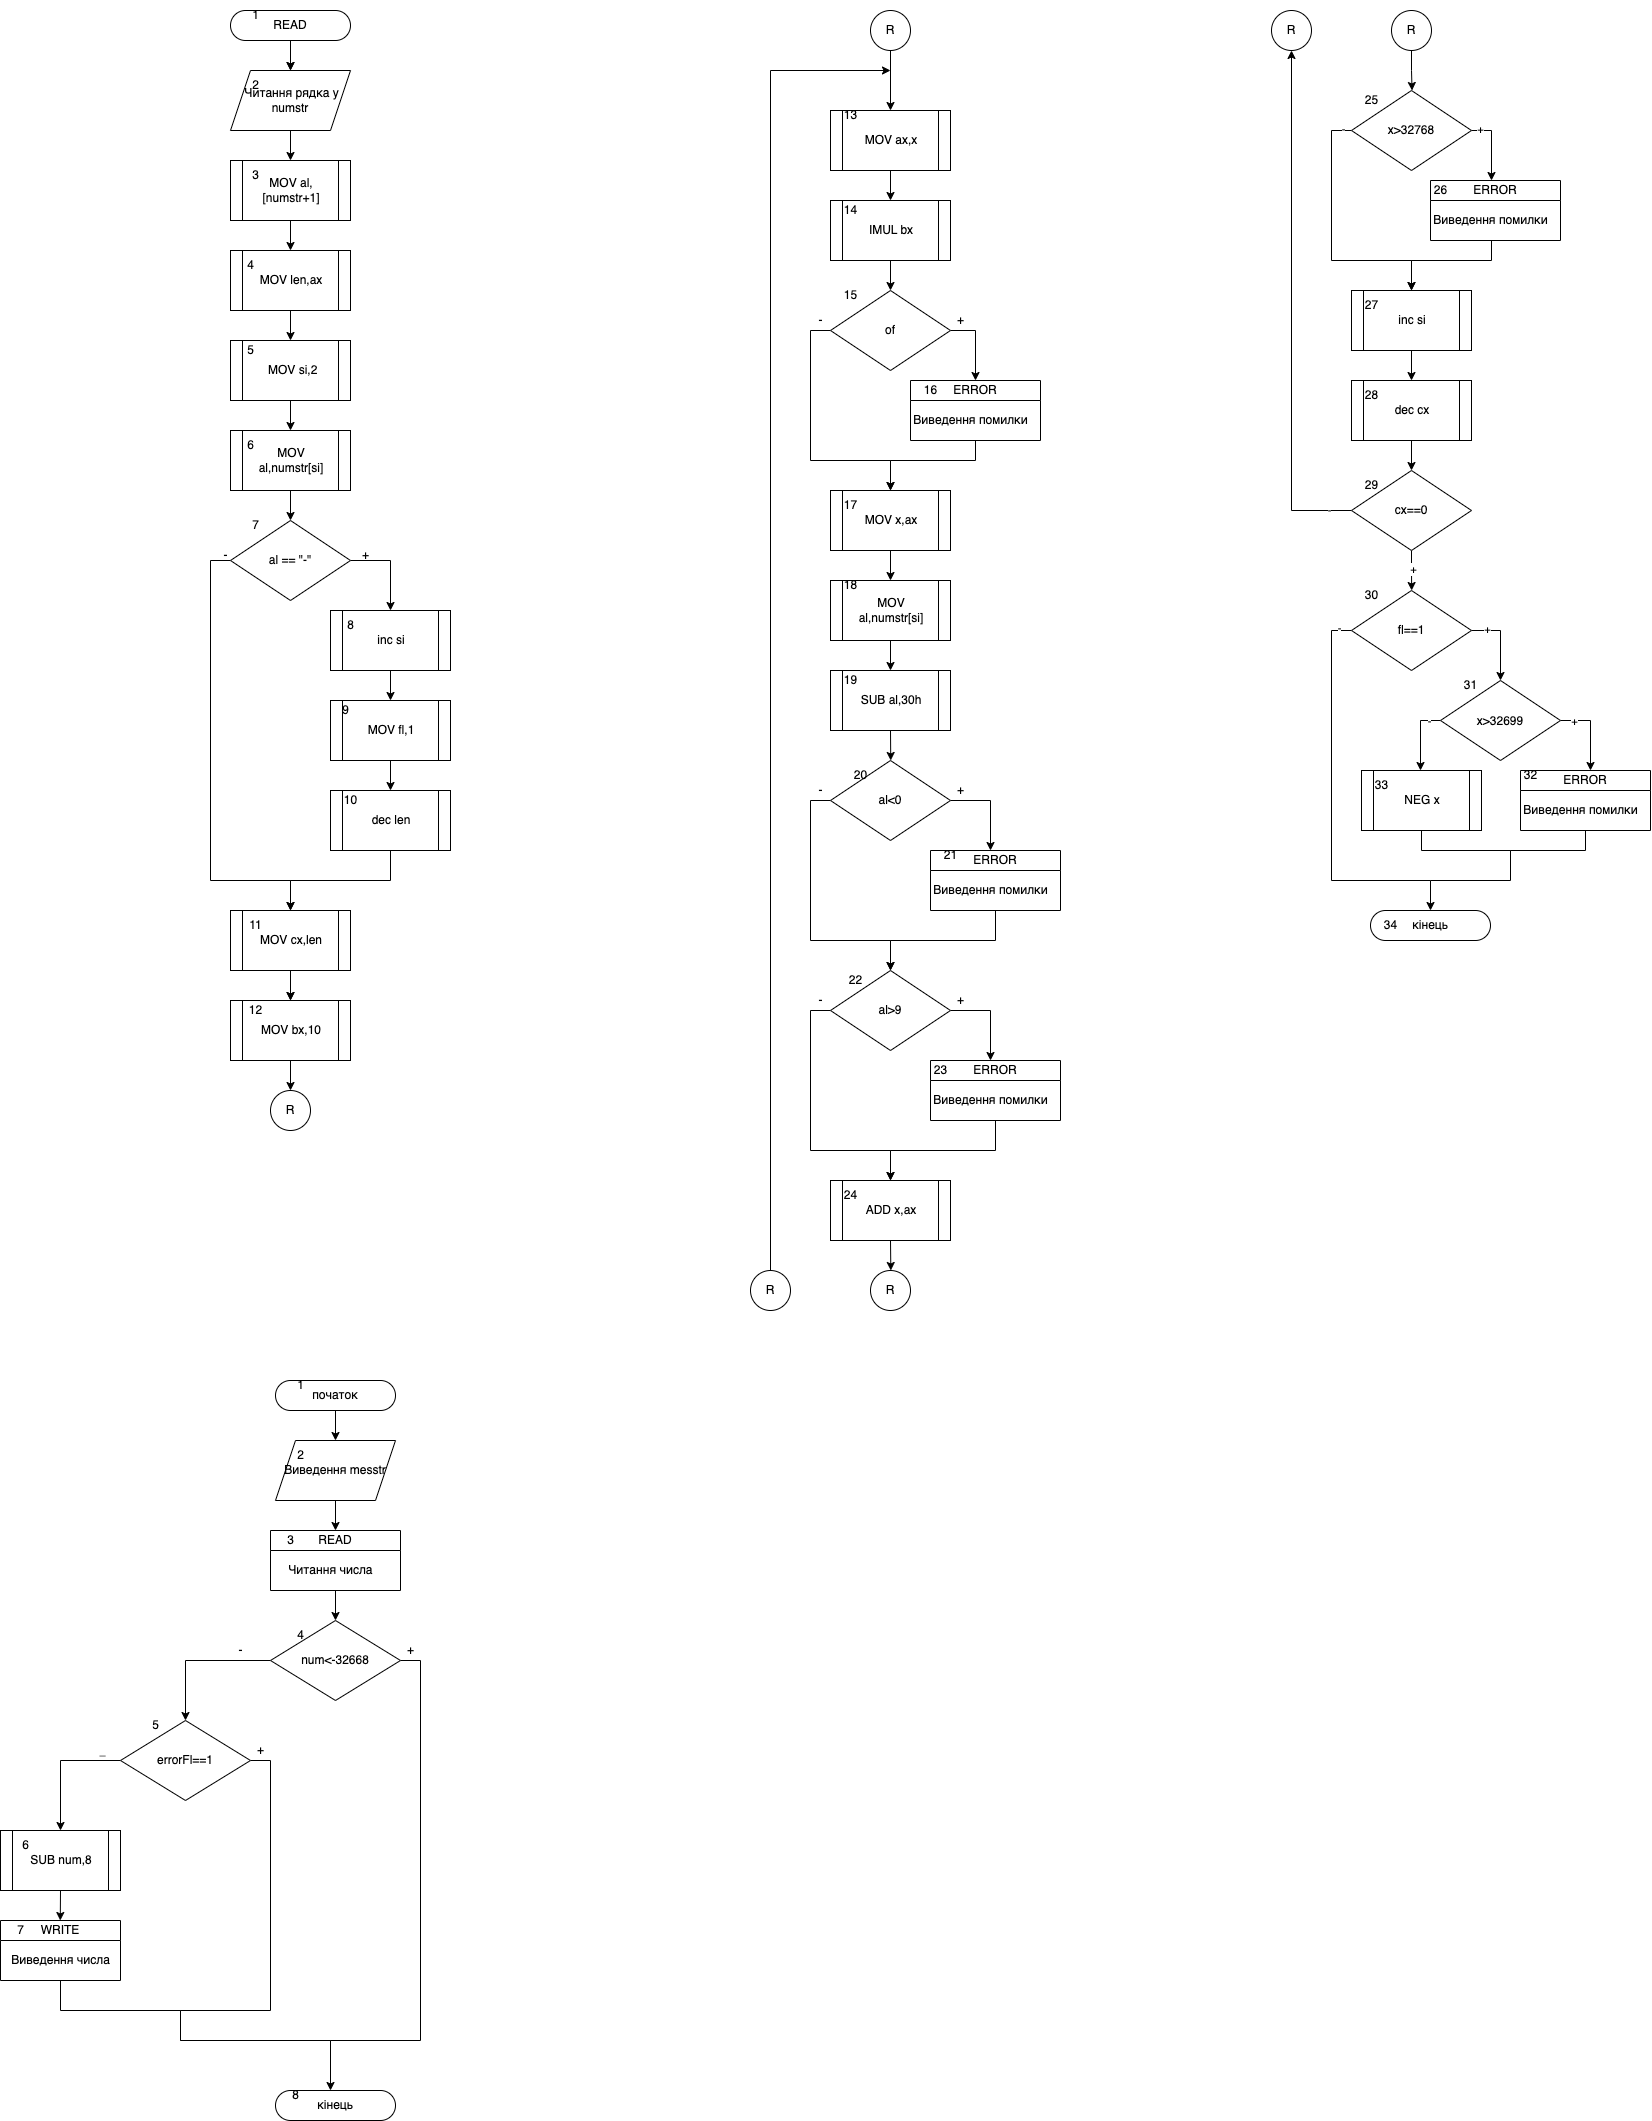 1
READ
2
Читання рядка у
numstr
3
MOV al,
[numstr+1]
4
MOV len,ax
5
MOV si,2
6
MOV
al,numstr[si]
7
al == "-"
-
+
8
inc si
9
MOV fl,1
10
dec len
11
MOV cx,len
12
MOV bx,10
R
R
13
MOV ax,x
14
IMUL bx
15
of
-
+
16 ERROR
Виведення помилки
17
MOV x,ax
18
MOV
al,numstr[si]
19
SUB al,30h
20
al<0
-
+
21 ERROR
Виведення помилки
22
al>9
-
+
23 ERROR
Виведення помилки
24
ADD x,ax
R
R
R
R
25
x>32768
-
+
26 ERROR
Виведення помилки
27
inc si
28
dec cx
29
cx==0
-
+
30
fl==1
-
+
31
x>32699
-
+
33
NEG x
32 ERROR
Виведення помилки
34 кінець
1
початок
2
Виведення messtr
3 READ
Читання числа
4
num<-32668
-
+
5
errorFl==1
_
+
6
SUB num,8
7 WRITE
Виведення числа
8
кінець